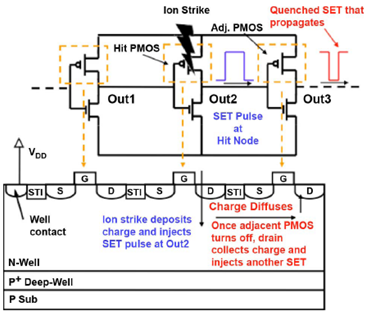 Ion Strike
Quenched SET that
propagates
Adj. PMOS
Hit PMOS
Out1
Out2
Out3
SET Pulse
at
Hit Node
VDD
G
G
G
STI
S
D
STI
S
D
STI
S
D
Well
contact
Ion strike deposits
charge and injects
SET pulse at Out2
Charge Diffuses
Once adjacent PMOS
turns off, drain
collects charge and
injects another SET
N-Well
P+ Deep-Well
P Sub